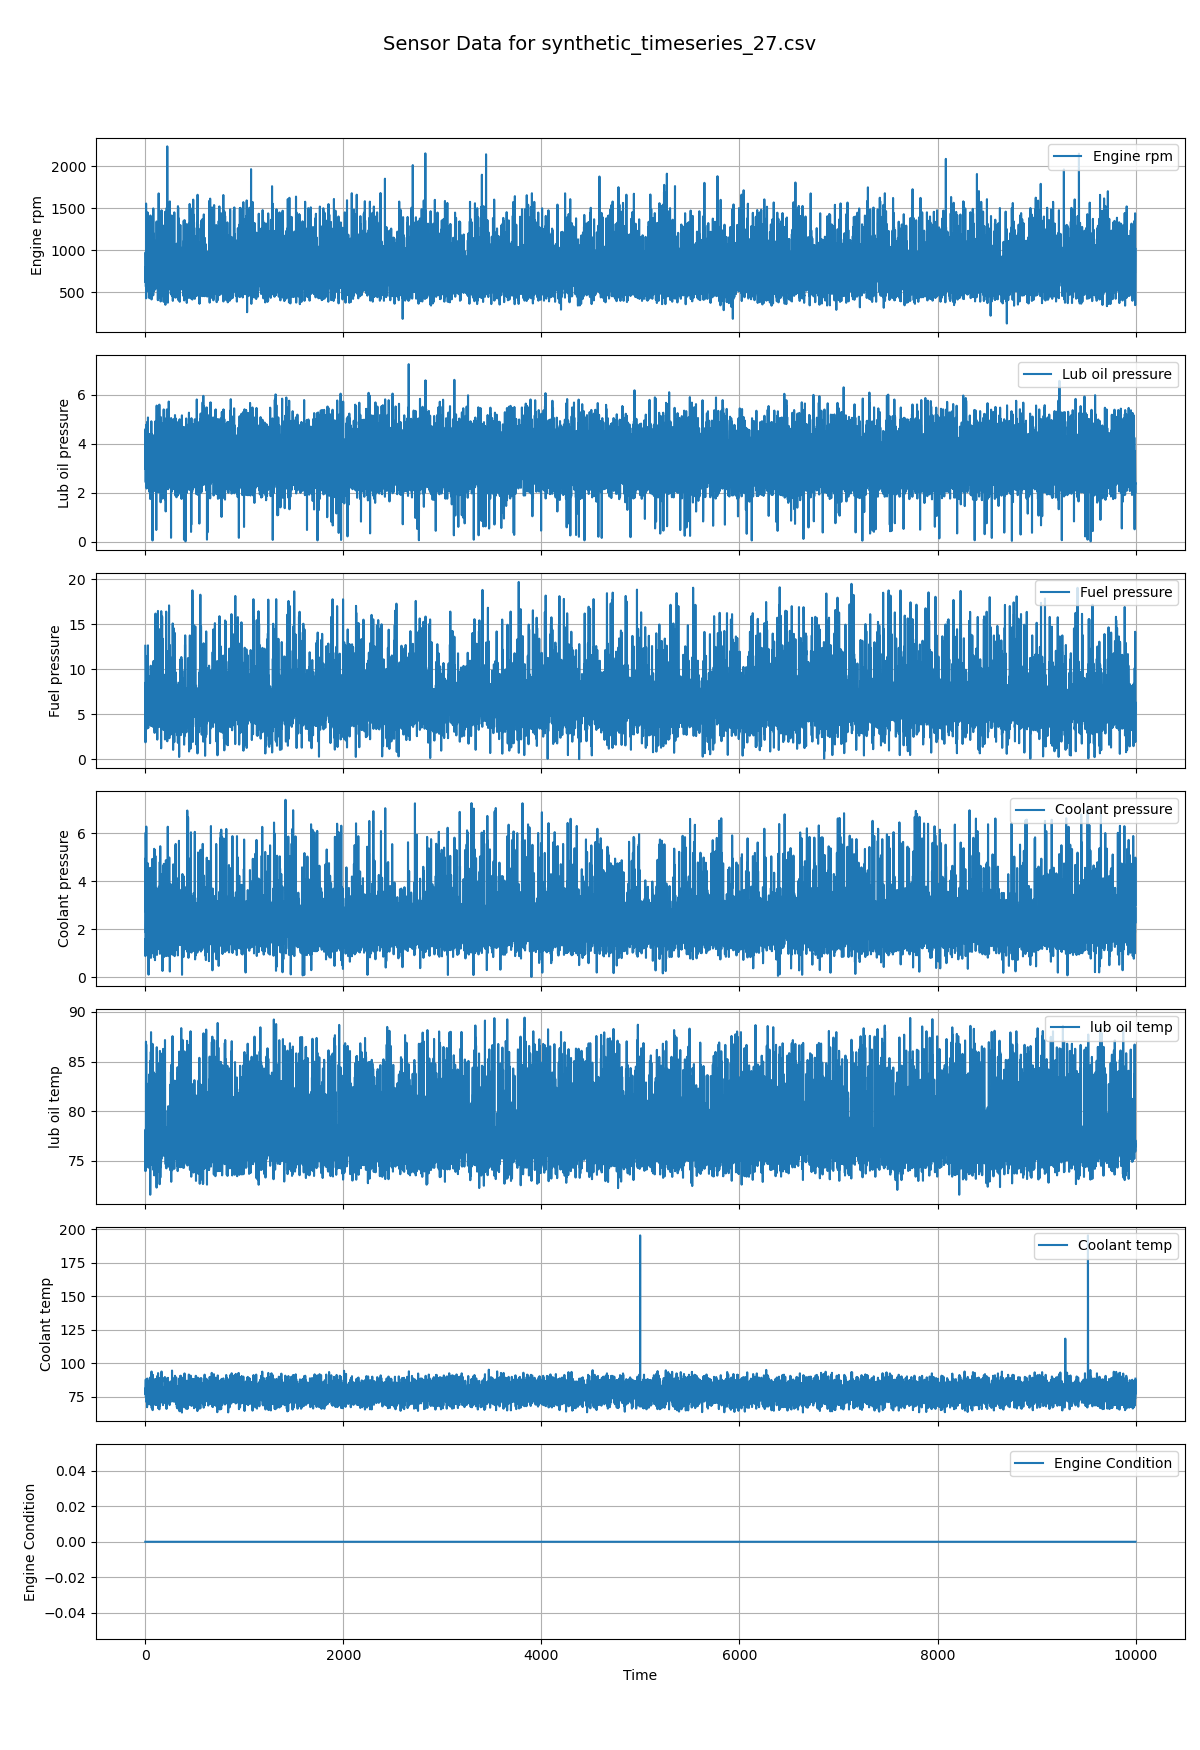 Sensor Data for synthetic_timeseries_27.csv
Engine rpm
2000
1500
1000
500
Engine rpm
Lub oil pressure
6
4
2
0
Lub oil pressure
Fuel pressure
20
15
10
5
0
Fuel pressure
Coolant pressure
6
4
2
0
Coolant pressure
lub oil temp
90
85
80
75
lub oil temp
Coolant temp
200
175
150
125
100
75
Coolant temp
Engine Condition
0.04
0.02
0.00
−0.02
−0.04
Engine Condition
0 2000 4000 6000 8000 10000
Time